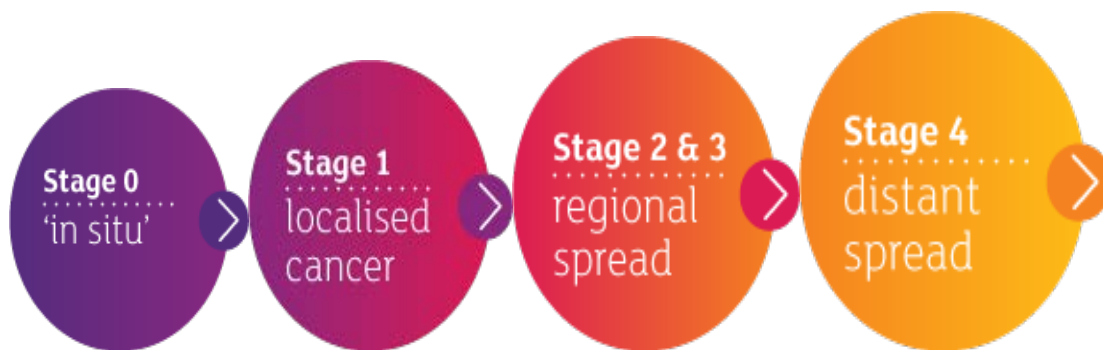 Stage 0
‘in situ’
Stage 1
localised
cancer
Stage 2 & 3
regional
spread
Stage 4
distant
spread